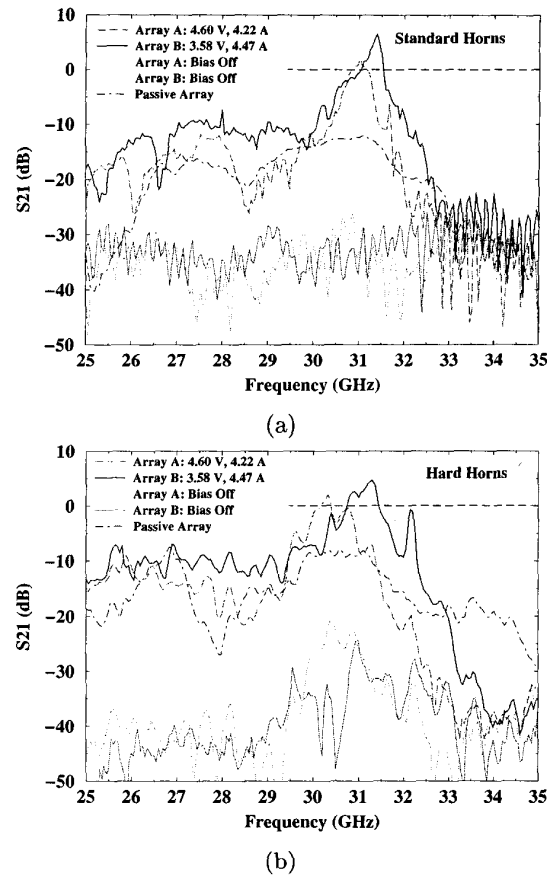 10
0
−10
−20
−30
−40
−50
S21 (dB)
Array A: 4.60 V, 4.22 A
Array B: 3.58 V, 4.47 A
Array A: Bias Off
Array B: Bias Off
Passive Array
Standard Horns
25 26 27 28 29 30 31 32 33 34 35
Frequency (GHz)
(a)
10
0
−10
−20
−30
−40
−50
S21 (dB)
Array A: 4.60 V, 4.22 A
Array B: 3.58 V, 4.47 A
Array A: Bias Off
Array B: Bias Off
Passive Array
Hard Horns
25 26 27 28 29 30 31 32 33 34 35
Frequency (GHz)
(b)